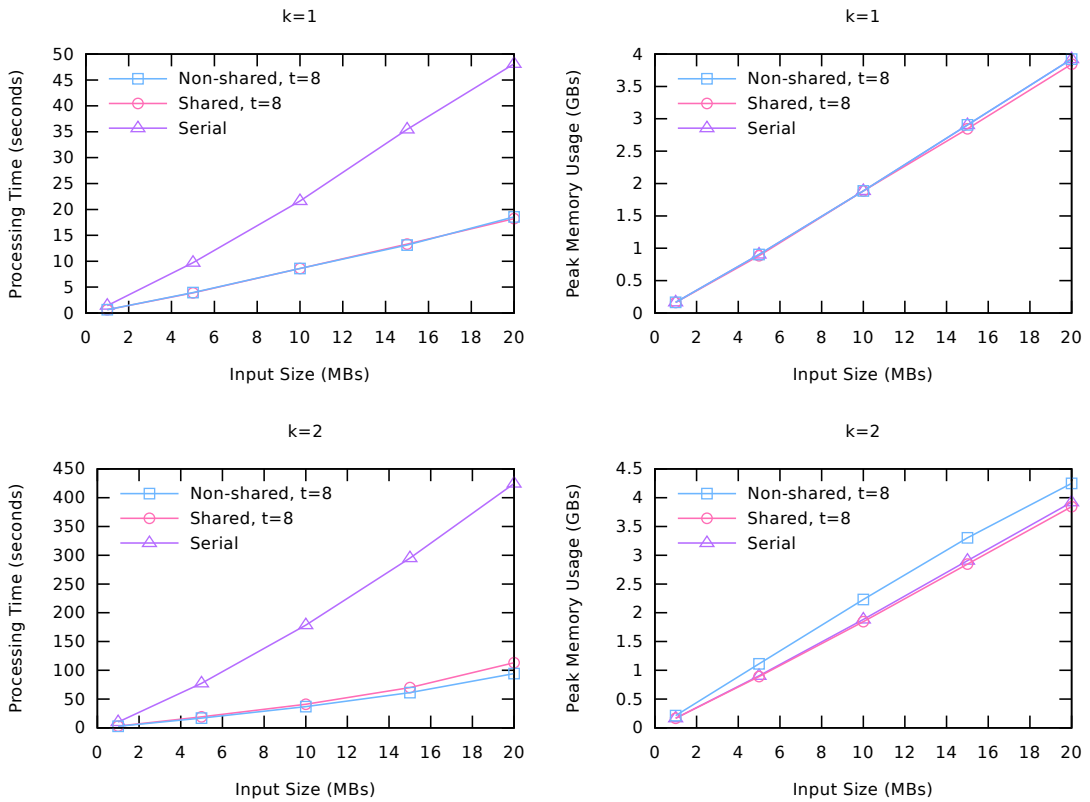 k=1
Processing Time (seconds)
50
45
40
35
30
25
20
15
10
5
0
Non-shared, t=8
Shared, t=8
Serial
0 2 4 6 8 10 12 14 16 18 20
Input Size (MBs)
k=1
Peak Memory Usage (GBs)
4
3.5
3
2.5
2
1.5
1
0.5
0
Non-shared, t=8
Shared, t=8
Serial
0 2 4 6 8 10 12 14 16 18 20
Input Size (MBs)
k=2
Processing Time (seconds)
450
400
350
300
250
200
150
100
50
0
Non-shared, t=8
Shared, t=8
Serial
0 2 4 6 8 10 12 14 16 18 20
Input Size (MBs)
k=2
Peak Memory Usage (GBs)
4.5
4
3.5
3
2.5
2
1.5
1
0.5
0
Non-shared, t=8
Shared, t=8
Serial
0 2 4 6 8 10 12 14 16 18 20
Input Size (MBs)